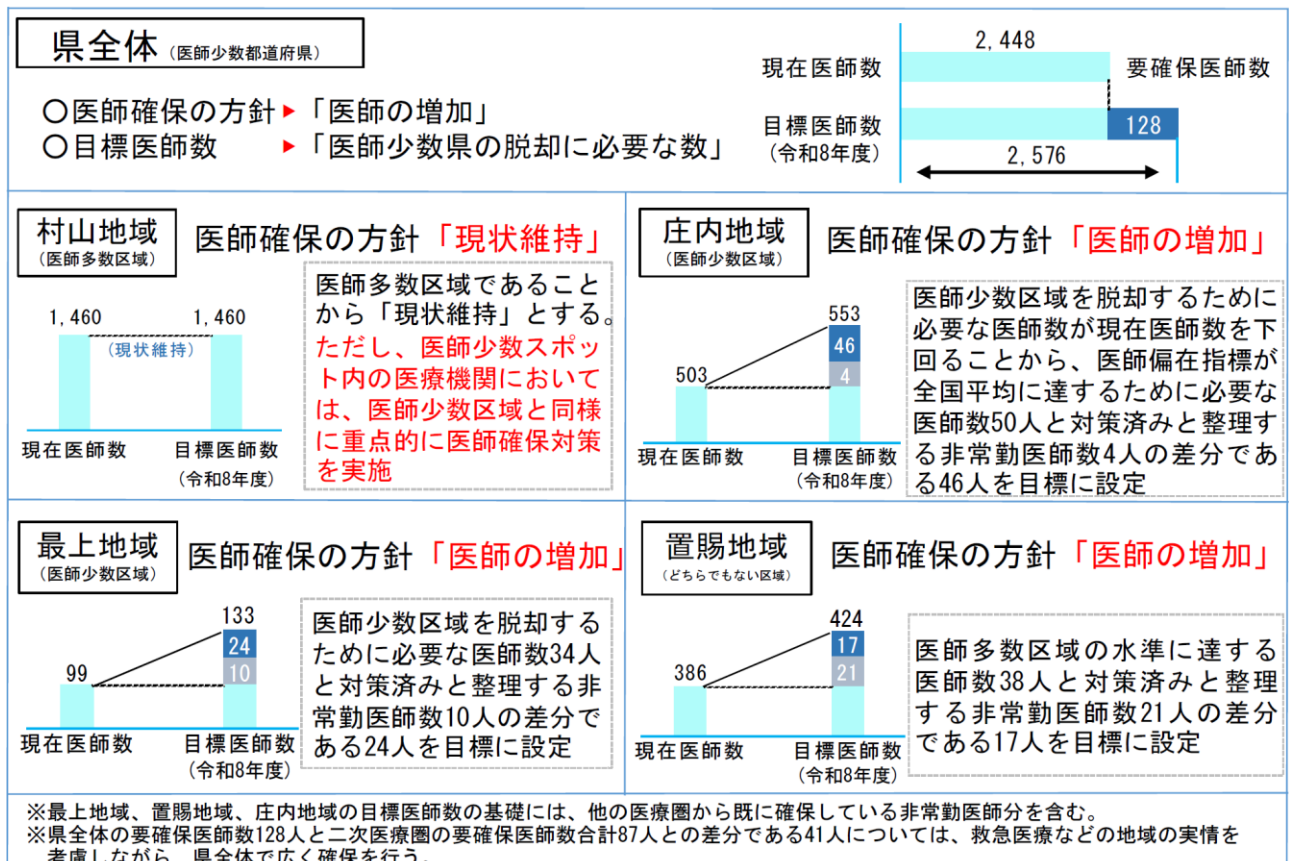 県全体 (医師少数都道府県)
〇医師確保の方針▶「医師の増加」
〇目標医師数 ▶「医師少数県の脱却に必要な数」
2,448
現在医師数
要確保医師数
目標医師数
(令和8年度)
128
2,576
村山地域
(医師多数区域)
医師確保の方針「現状維持」
1,460
1,460
(現状維持)
現在医師数
目標医師数
(令和8年度)
医師多数区域であること
から「現状維持」とする。
ただし、医師少数スポッ
ト内の医療機関において
は、医師少数区域と同様
に重点的に医師確保対策
を実施
庄内地域
(医師少数区域)
医師確保の方針「医師の増加」
503
553
46
4
現在医師数
目標医師数
(令和8年度)
医師少数区域を脱却するために
必要な医師数が現在医師数を下
回ることから、医師偏在指標が
全国平均に達するために必要な
医師数50人と対策済みと整理す
る非常勤医師数4人の差分であ
る46人を目標に設定
最上地域
(医師少数区域)
医師確保の方針「医師の増加」
99
133
24
10
現在医師数
目標医師数
(令和8年度)
医師少数区域を脱却する
ために必要な医師数34人
と対策済みと整理する非
常勤医師数10人の差分で
ある24人を目標に設定
置賜地域
(どちらでもない区域)
医師確保の方針「医師の増加」
386
424
17
21
現在医師数
目標医師数
(令和8年度)
医師多数区域の水準に達する
医師数38人と対策済みと整理
する非常勤医師数21人の差分
である17人を目標に設定
※最上地域、置賜地域、庄内地域の目標医師数の基礎には、他の医療圏から既に確保している非常勤医師分を含む。
※県全体の要確保医師数128人と二次医療圏の要確保医師数合計87人との差分である41人については、救急医療などの地域の実情を
考慮しながら、県全体で広く確保を行う。